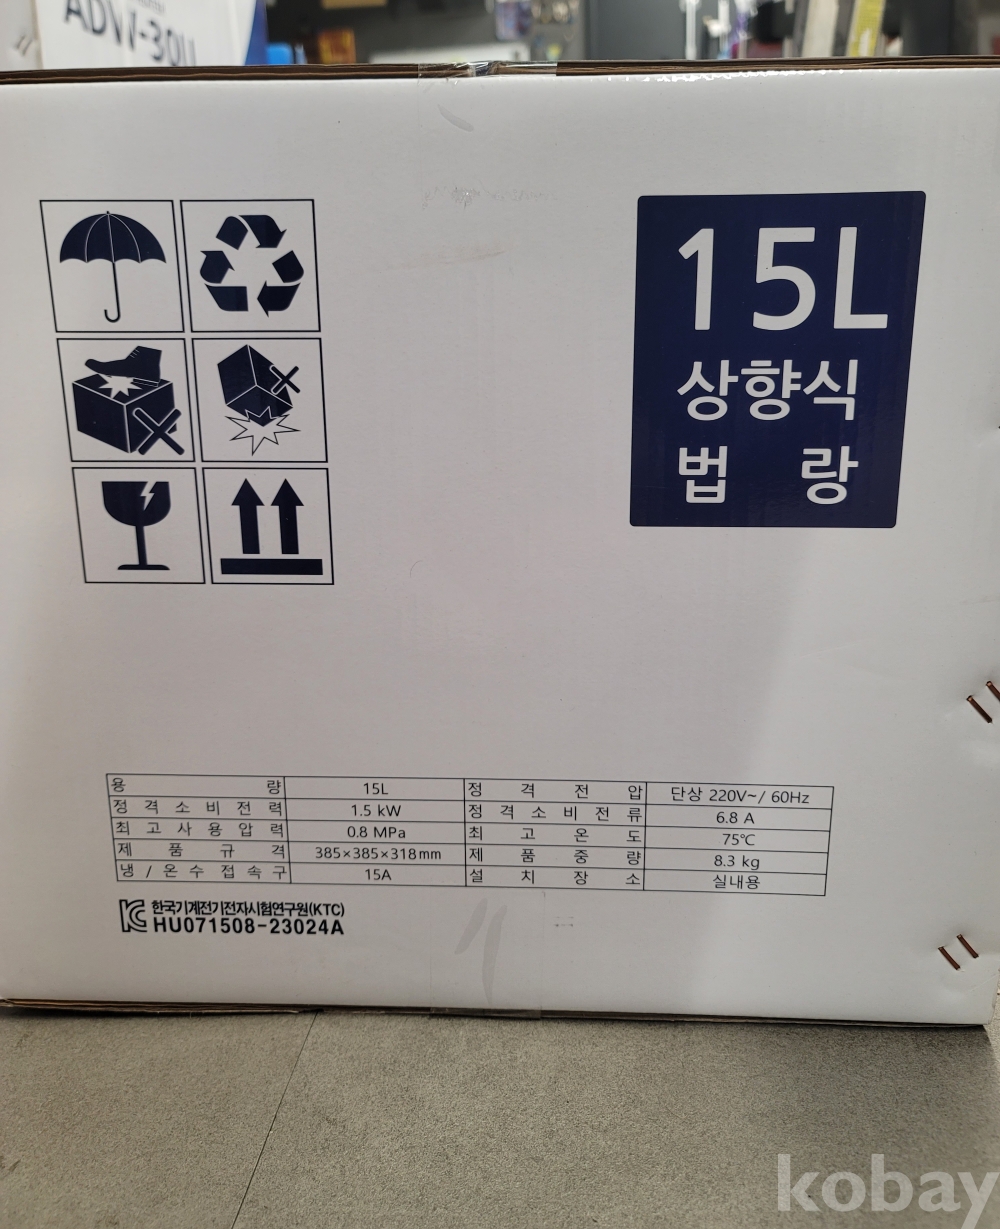 15L
상향식
법 랑
용 량 15L 정 격 전 압 단상 220V~/ 60Hz
정 격 소 비 전 력 1.5 kW 정 격 소 비 전 류 6.8 A
최 고 사 용 압 력 0.8 MPa 최 고 온 도 75℃
제 품 규 격 385×385×318mm 제 품 중 량 8.3 kg
냉 / 온 수 접 속 구 15A 설 치 장 소 실내용
한국기계전기전자시험연구원(KTC)
HU071508-23024A
kobay